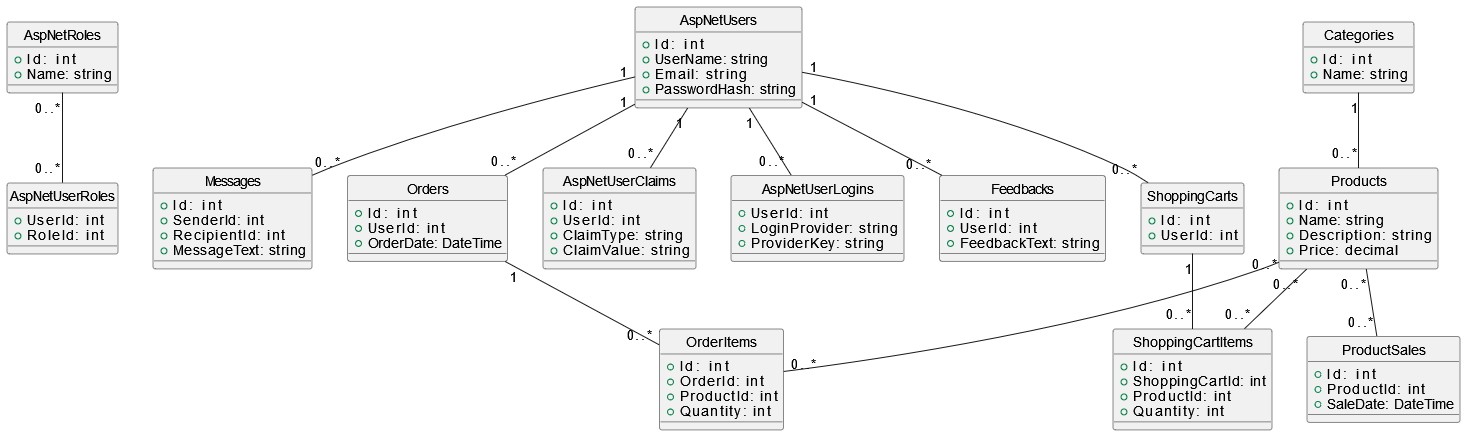 AspNetRoles
Id: int
Name: string
AspNetUsers
Id: int
UserName: string
Email: string
PasswordHash: string
Categories
Id: int
Name: string
0..*
0..*
1
0..*
1
0..*
1
0..*
1
0..*
1
0..*
1
0..*
1
0..*
AspNetUserRoles
UserId: int
RoleId: int
Messages
Id: int
SenderId: int
RecipientId: int
MessageText: string
Orders
Id: int
UserId: int
OrderDate: DateTime
AspNetUserClaims
Id: int
UserId: int
ClaimType: string
ClaimValue: string
AspNetUserLogins
UserId: int
LoginProvider: string
ProviderKey: string
Feedbacks
Id: int
UserId: int
FeedbackText: string
ShoppingCarts
Id: int
UserId: int
Products
Id: int
Name: string
Description: string
Price: decimal
1
0..*
0..*
0..*
1
0..*
0..*
0..*
0..*
0..*
OrderItems
Id: int
OrderId: int
ProductId: int
Quantity: int
ShoppingCartItems
Id: int
ShoppingCartId: int
ProductId: int
Quantity: int
ProductSales
Id: int
ProductId: int
SaleDate: DateTime